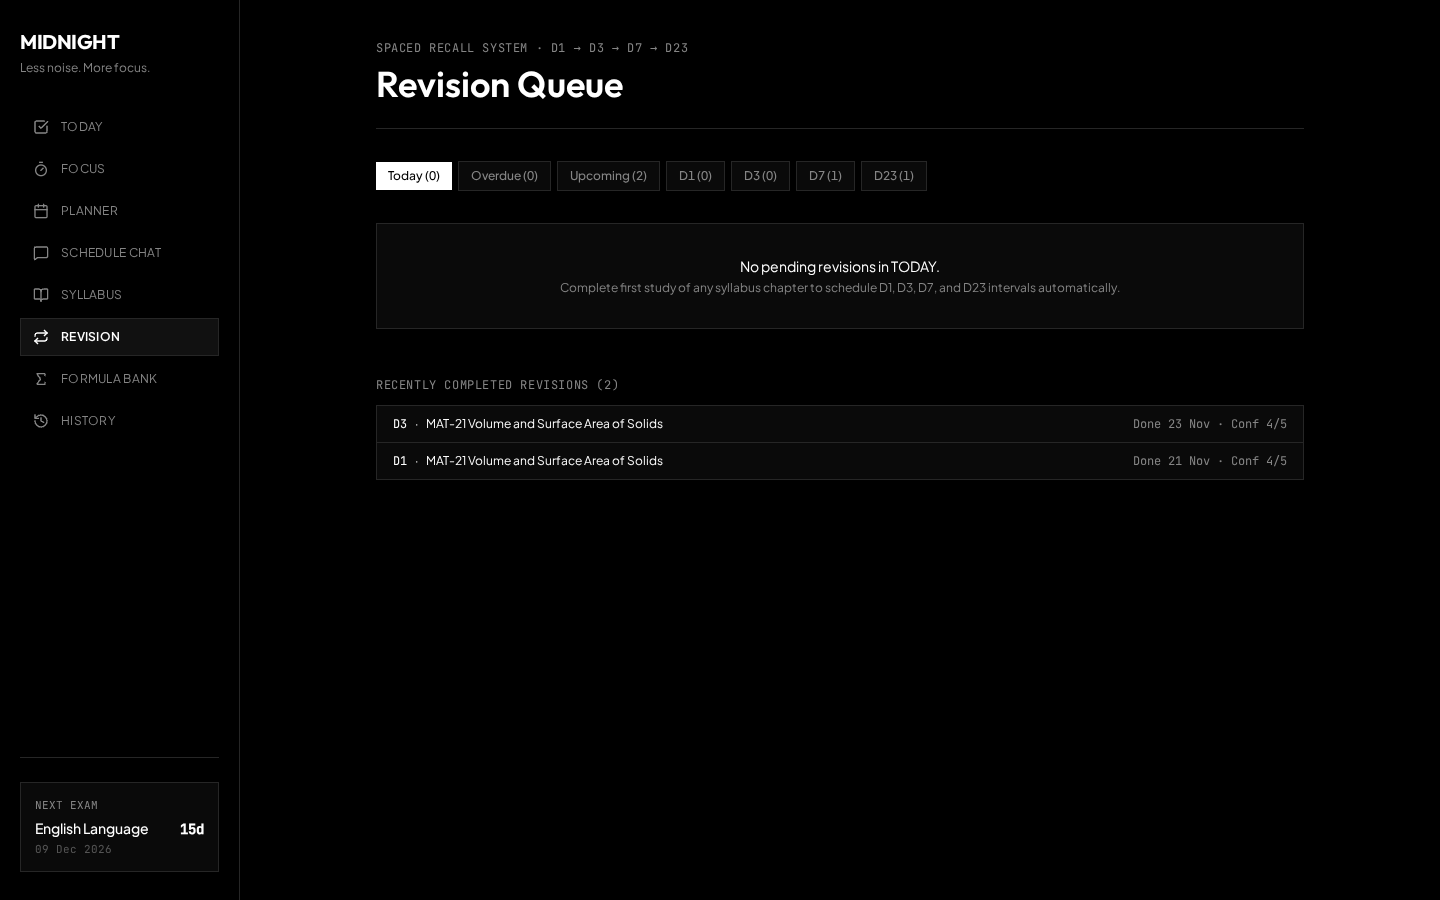 MIDNIGHT
Less noise. More focus.
TODAY
FOCUS
PLANNER
SCHEDULE CHAT
SYLLABUS
REVISION
FORMULA BANK
HISTORY
NEXT EXAM
English Language 15d
09 Dec 2026
SPACED RECALL SYSTEM · D1 → D3 → D7 → D23
Revision Queue
Today (0) Overdue (0) Upcoming (2) D1 (0) D3 (0) D7 (1) D23 (1)
No pending revisions in TODAY.
Complete first study of any syllabus chapter to schedule D1, D3, D7, and D23 intervals automatically.
RECENTLY COMPLETED REVISIONS (2)
D3 · MAT-21 Volume and Surface Area of Solids Done 23 Nov · Conf 4/5
D1 · MAT-21 Volume and Surface Area of Solids Done 21 Nov · Conf 4/5